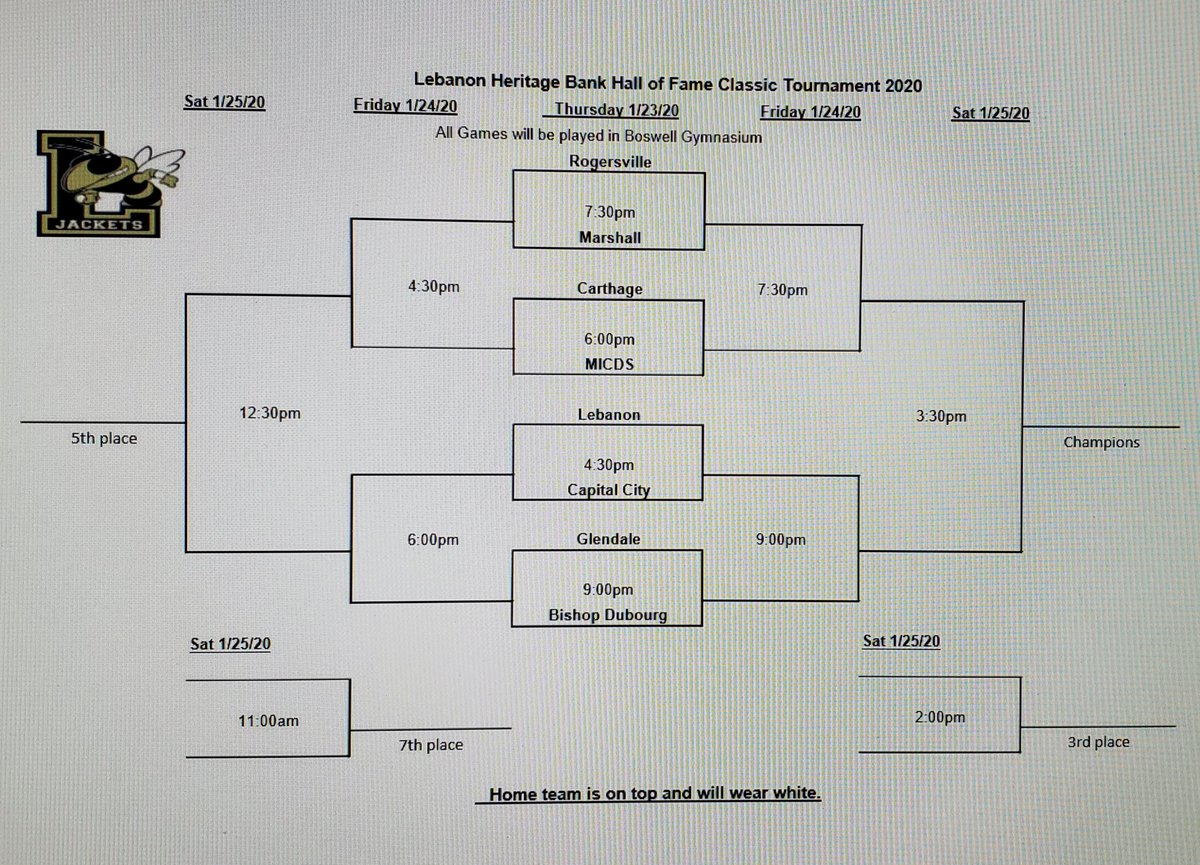 Lebanon Heritage Bank Hall of Fame Classic Tournament 2020
Sat 1/25/20
Friday 1/24/20
Thursday 1/23/20
Friday 1/24/20
Sat 1/25/20
All Games will be played in Boswell Gymnasium
L
JACKETS
Rogersville
7:30pm
Marshall
4:30pm
Carthage
7:30pm
6:00pm
MICDS
12:30pm
Lebanon
3:30pm
5th place
Champions
4:30pm
Capital City
6:00pm
Glendale
9:00pm
9:00pm
Bishop Dubourg
Sat 1/25/20
Sat 1/25/20
11:00am
2:00pm
7th place
3rd place
Home team is on top and will wear white.